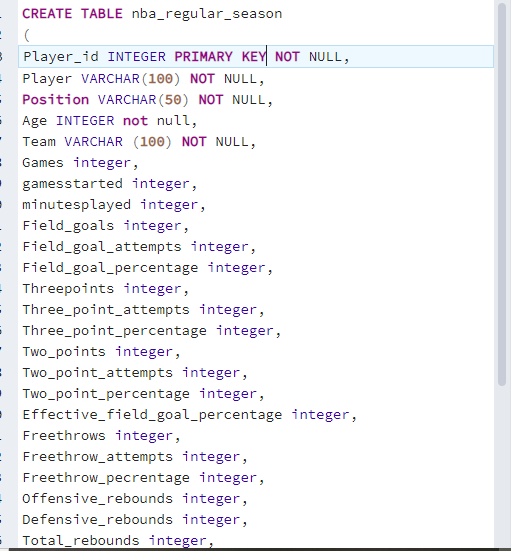 CREATE TABLE nba_regular_season
(
Player_id INTEGER PRIMARY KEY NOT NULL,
Player VARCHAR(100) NOT NULL,
Position VARCHAR(50) NOT NULL,
Age INTEGER not null,
Team VARCHAR (100) NOT NULL,
Games integer,
gamesstarted integer,
minutesplayed integer,
Field_goals integer,
Field_goal_attempts integer,
Field_goal_percentage integer,
Threepoints integer,
Three_point_attempts integer,
Three_point_percentage integer,
Two_points integer,
Two_point_attempts integer,
Two_point_percentage integer,
Effective_field_goal_percentage integer,
Freethrows integer,
Freethrow_attempts integer,
Freethrow_pecrentage integer,
Offensive_rebounds integer,
Defensive_rebounds integer,
Total_rebounds integer,